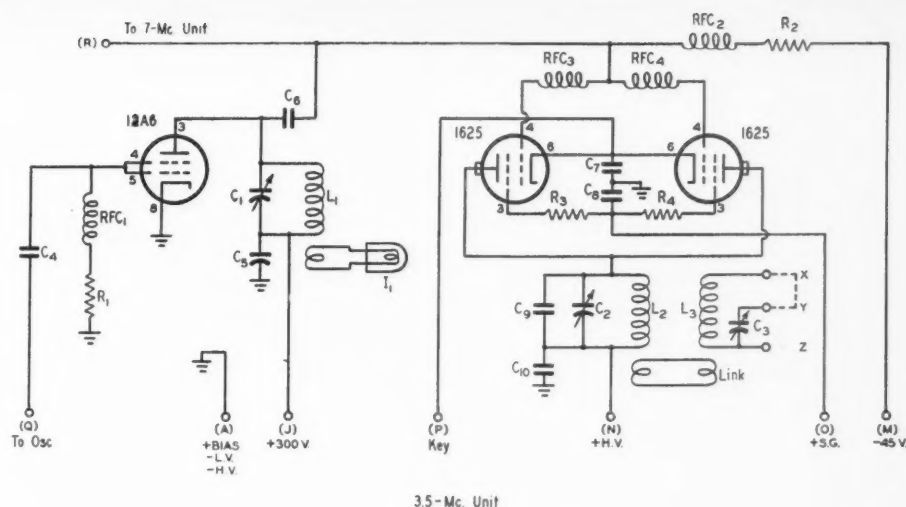 To 7-Mc. Unit
(R)
RFC2
R2
RFC3
RFC4
C6
12A6
3
4
5
8
1625
4
6
3
1625
4
6
3
C7
C8
R3
R4
RFC1
C4
R1
C1
L1
C5
I1
C9
C2
L2
L3
C3
X
Y
Z
C10
Link
(Q)
To Osc
(A)
+BIAS
-L.V.
-H.V.
(J)
+300 V.
(P)
Key
(N)
+H.V.
(O)
+S.G.
(M)
-45 V.
3.5-Mc. Unit